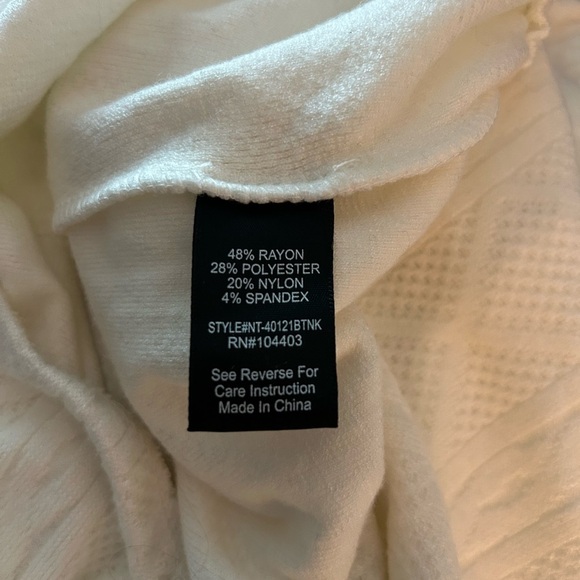 48% RAYON
28% POLYESTER
20% NYLON
4% SPANDEX
STYLE#NT-40121BTNK
RN#104403
See Reverse For
Care Instruction
Made In China